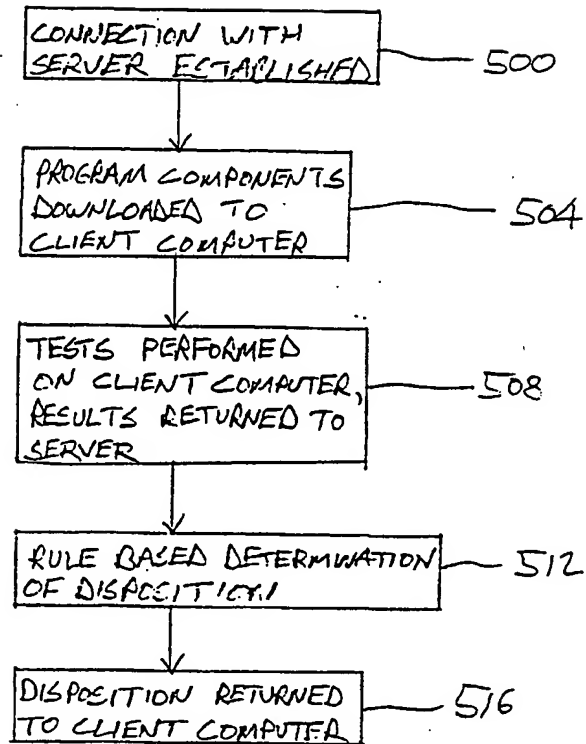 CONNECTION WITH
SERVER ESTABLISHED
500
PROGRAM COMPONENTS
DOWNLOADED TO
CLIENT COMPUTER
504
TESTS PERFORMED
ON CLIENT COMPUTER,
RESULTS RETURNED TO
SERVER
508
RULE BASED DETERMINATION
OF DISPOSITION
512
DISPOSITION RETURNED
TO CLIENT COMPUTER
516